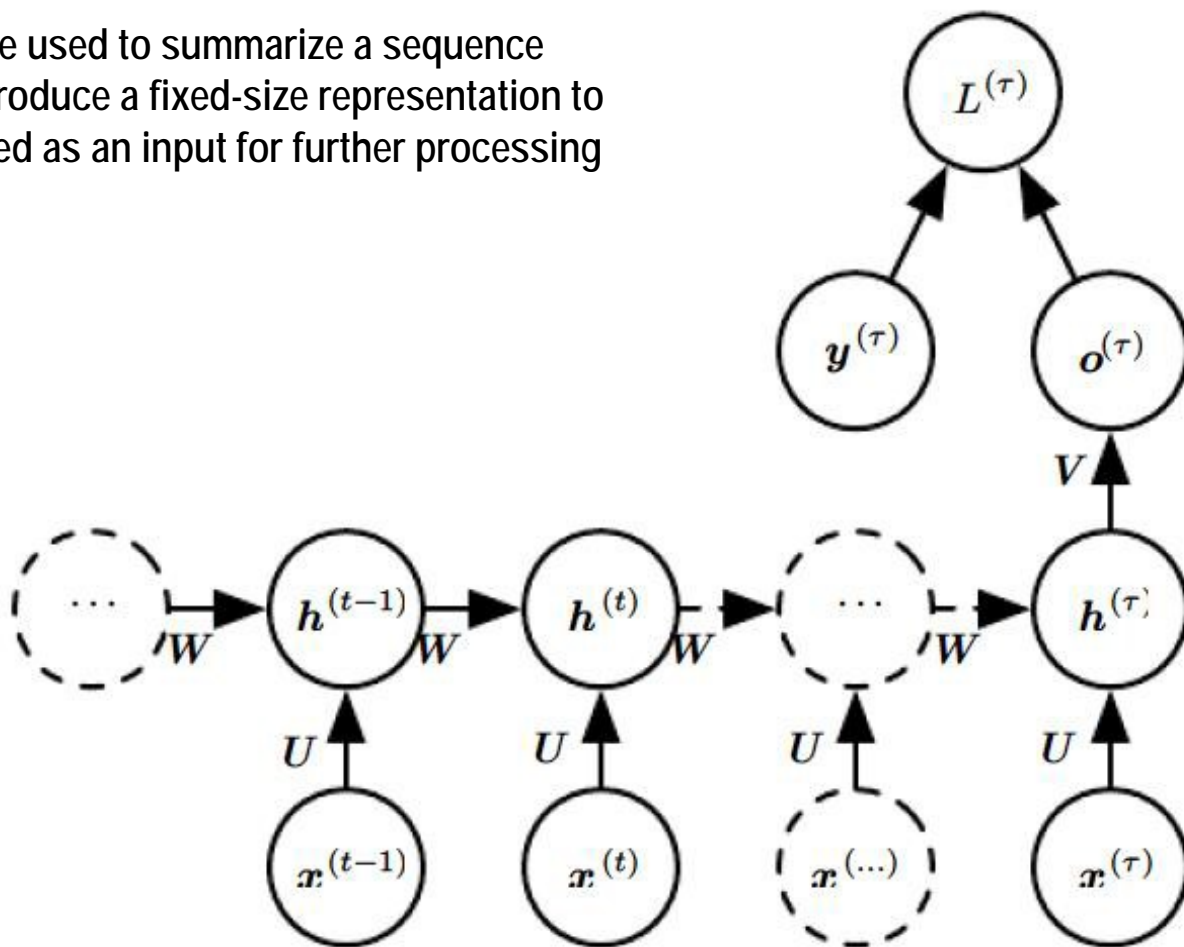 e used to summarize a sequence
roduce a fixed-size representation to
ed as an input for further processing
L^(τ)
y^(τ) o^(τ)
V
... h^(t−1) h^(t) ... h^(τ)
W W W W
U U U U
x^(t−1) x^(t) x^(...) x^(τ)